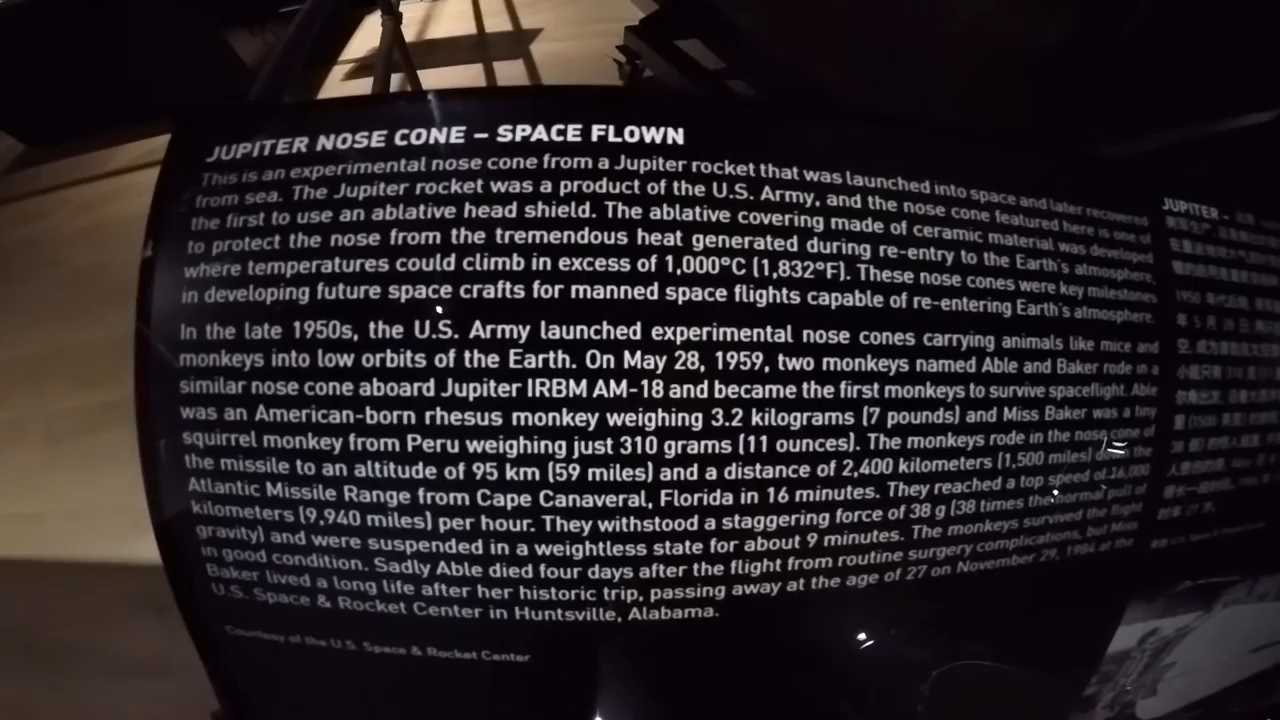 JUPITER NOSE CONE – SPACE FLOWN
This is an experimental nose cone from a Jupiter rocket that was launched into space and later recovered
from sea. The Jupiter rocket was a product of the U.S. Army, and the nose cone featured here is one of
the first to use an ablative head shield. The ablative covering made of ceramic material was developed
to protect the nose from the tremendous heat generated during re-entry to the Earth's atmosphere,
where temperatures could climb in excess of 1,000°C (1,832°F). These nose cones were key milestones
in developing future space crafts for manned space flights capable of re-entering Earth's atmosphere.
In the late 1950s, the U.S. Army launched experimental nose cones carrying animals like mice and
monkeys into low orbits of the Earth. On May 28, 1959, two monkeys named Able and Baker rode in a
similar nose cone aboard Jupiter IRBM AM-18 and became the first monkeys to survive spaceflight. Able
was an American-born rhesus monkey weighing 3.2 kilograms (7 pounds) and Miss Baker was a tiny
squirrel monkey from Peru weighing just 310 grams (11 ounces). The monkeys rode in the nose cone of
the missile to an altitude of 95 km (59 miles) and a distance of 2,400 kilometers (1,500 miles) down the
Atlantic Missile Range from Cape Canaveral, Florida in 16 minutes. They reached a top speed of 16,000
kilometers (9,940 miles) per hour. They withstood a staggering force of 38 g (38 times the normal pull of
gravity) and were suspended in a weightless state for about 9 minutes. The monkeys survived the flight
in good condition. Sadly Able died four days after the flight from routine surgery complications, but Miss
Baker lived a long life after her historic trip, passing away at the age of 27 on November 29, 1984 at the
U.S. Space & Rocket Center in Huntsville, Alabama.
Courtesy of the U.S. Space & Rocket Center
JUPITER –
1950 年代后期,
年 5 月 28 日,